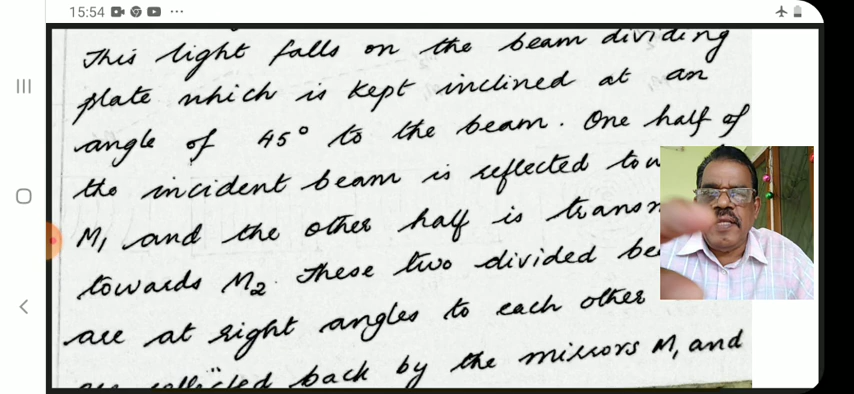 15:54
This light falls on the beam dividing
plate which is kept inclined at an
angle of 45° to the beam. One half of
the incident beam is reflected
M₁ and the other half is
towards M₂. These two divided
are at right angles to each other
back by the mirrors M₁ and